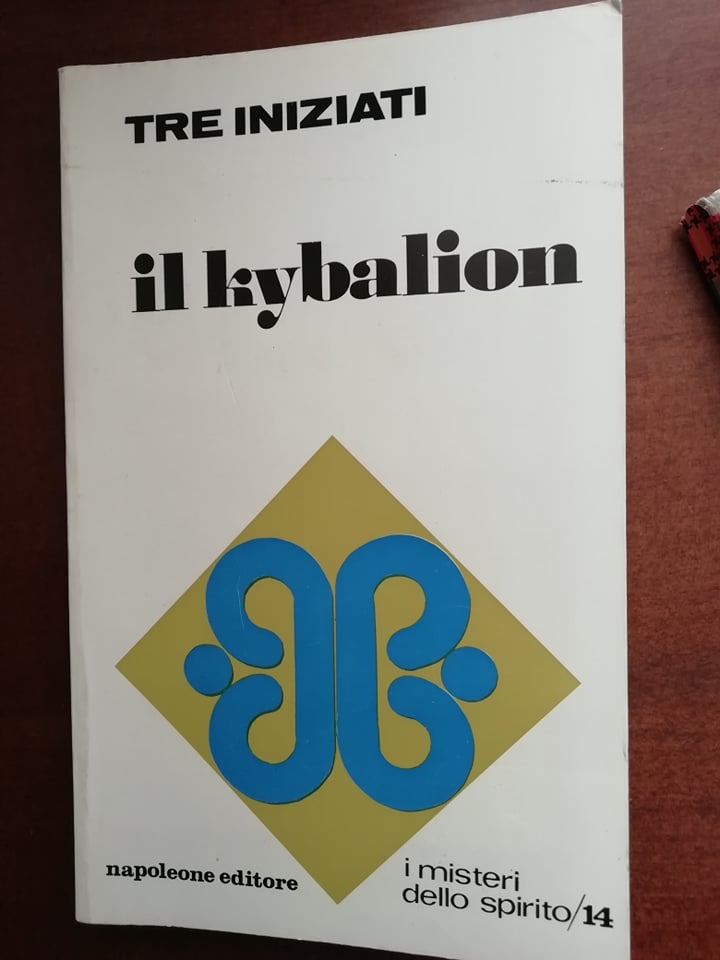 TRE INIZIATI
il kybalion
napoleone editore
i misteri
dello spirito/14